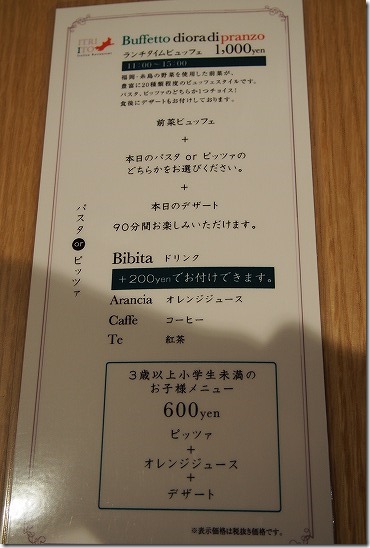 ITRI
ITO
Buffetto dioradipranzo
ランチタイムビュッフェ 1,000yen
11:00〜15:00
福岡・糸島の野菜を使用した前菜が、
豊富に20種類程度のビュッフェスタイルです。
パスタ、ピッツァのどちらか1つチョイス!
食後にデザートもお付けしております。
前菜ビュッフェ
+
本日のパスタ or ピッツァの
どちらかをお選びください。
+
本日のデザート
90分間お楽しみいただけます。
パスタ or ピッツァ
Bibita ドリンク
+200yenでお付けできます。
Arancia オレンジジュース
Caffe コーヒー
Te 紅茶
3歳以上小学生未満の
お子様メニュー
600yen
ピッツァ
+
オレンジジュース
+
デザート
※表示価格は税抜き価格です。